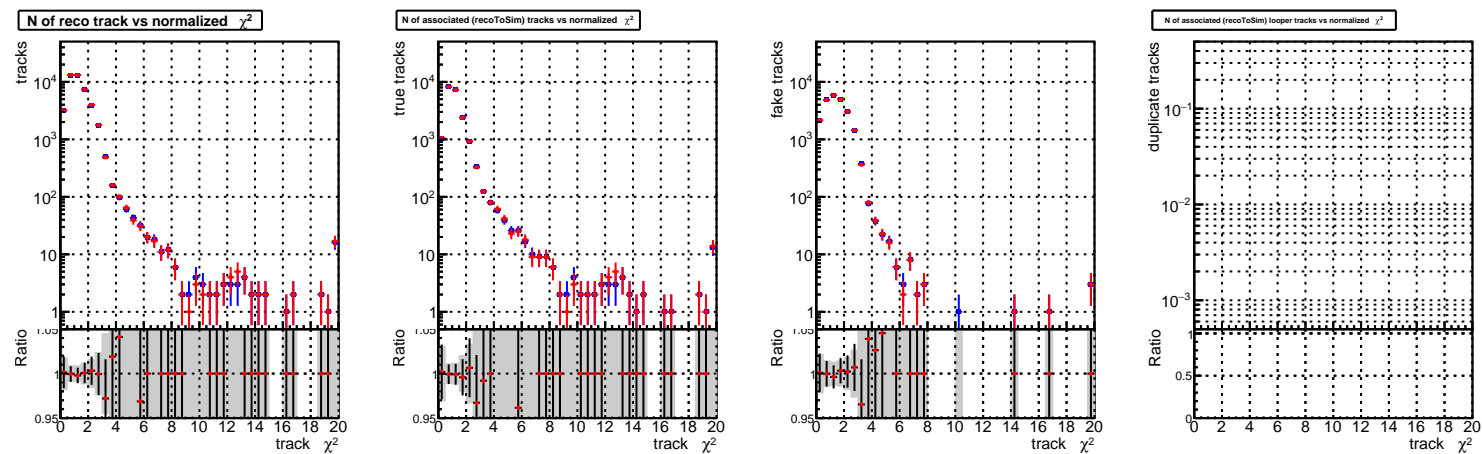 N of reco track vs normalized χ²
tracks
10⁴
10³
10²
10
1
Ratio
1.05
1
0.95
0 2 4 6 8 10 12 14 16 18 20
track χ²
N of associated (recoToSim) tracks vs normalized χ²
true tracks
10⁴
10³
10²
10
1
Ratio
1.05
1
0.95
0 2 4 6 8 10 12 14 16 18 20
track χ²
fake tracks
10⁴
10³
10²
10
1
Ratio
1.05
1
0.95
0 2 4 6 8 10 12 14 16 18 20
track χ²
N of associated (recoToSim) looper tracks vs normalized χ²
duplicate tracks
10⁻¹
10⁻²
10⁻³
Ratio
1
0.5
0
0 2 4 6 8 10 12 14 16 18 20
track χ²